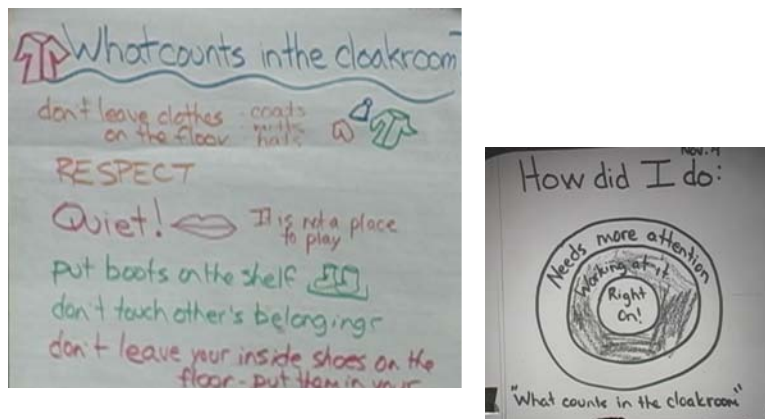 What counts in the cloakroom
don't leave clothes - coats
on the floor mitts
hats
RESPECT
Quiet! It is not a place
to play
put boots on the shelf
don't touch other's belongings
don't leave your inside shoes on the
floor - put them in your
Nov. 4
How did I do:
Needs more attention
Working at it
Right
On!
"What counts in the cloakroom"